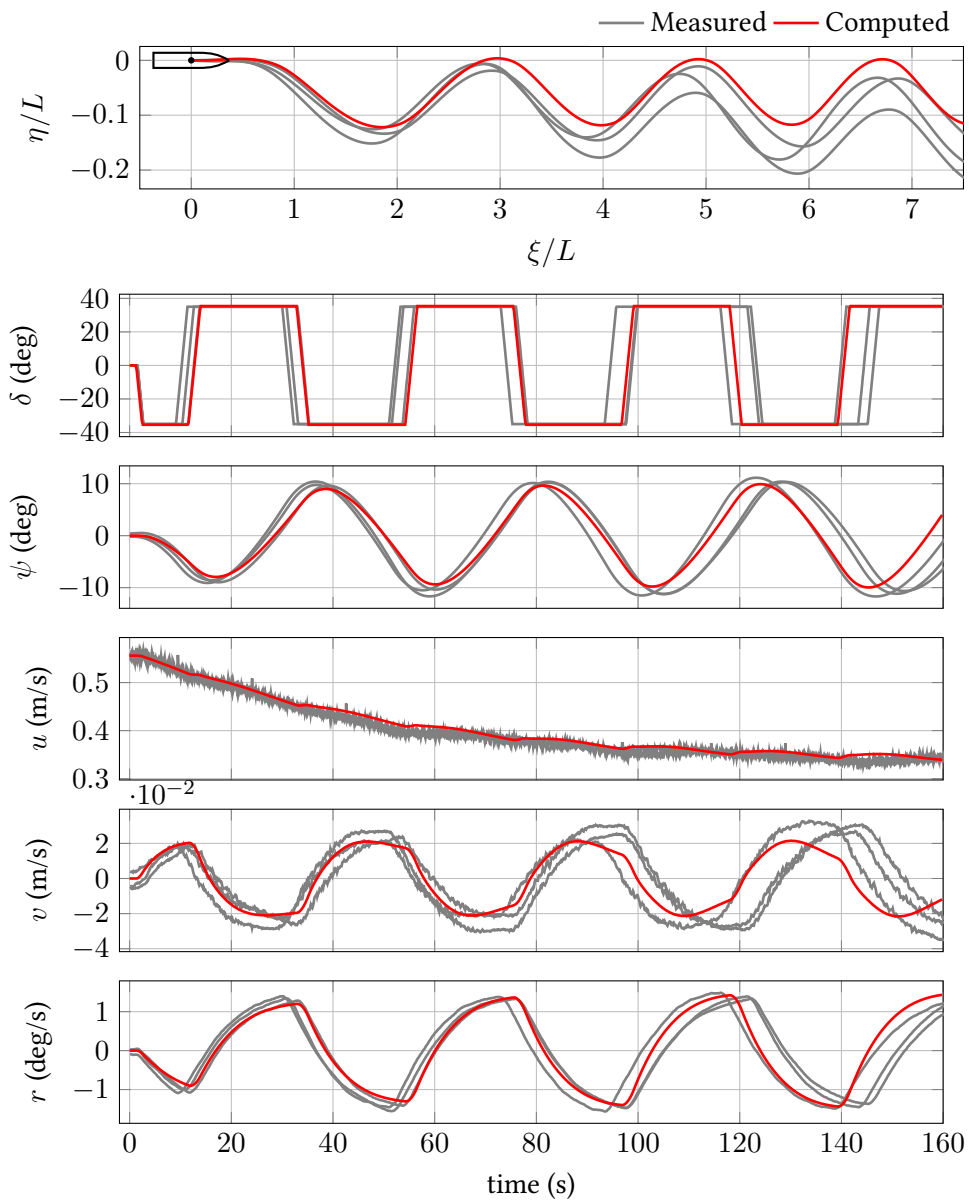 Measured Computed
0
−0.1
−0.2
η/L
0 1 2 3 4 5 6 7
ξ/L
40
20
0
−20
−40
δ (deg)
10
0
−10
ψ (deg)
0.5
0.4
0.3
u (m/s)
·10−2
2
0
−2
−4
v (m/s)
1
0
−1
r (deg/s)
0 20 40 60 80 100 120 140 160
time (s)